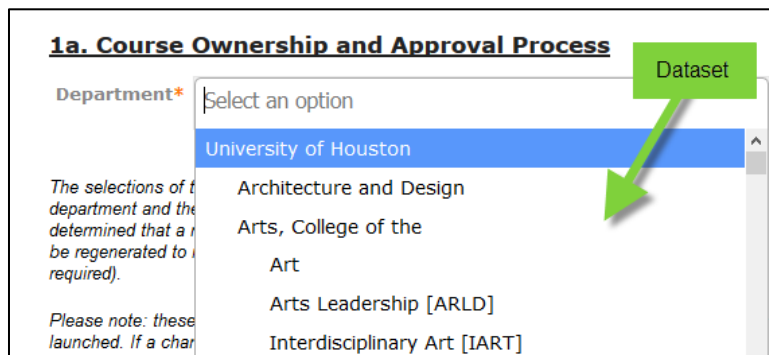 1a. Course Ownership and Approval Process
Dataset
Department*
Select an option
University of Houston
Architecture and Design
Arts, College of the
Art
Arts Leadership [ARLD]
Interdisciplinary Art [IART]
The selections of
department and the
determined that a
be regenerated to
required).
Please note: these
launched. If a